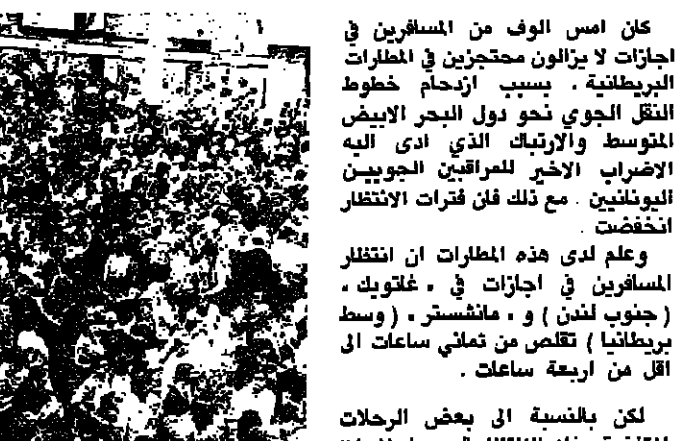 كان امس الوف من المسافرين في
اجازات لا يزالون محتجزين في المطارات
البريطانية ، بسبب ازدحام خطوط
النقل الجوي نحو دول البحر الابيض
المتوسط والارتباك الذي ادى اليه
الاضراب الاخير للمراقبين الجويين
اليونانيين . مع ذلك فان فترات الانتظار
انخفضت .
وعلم لدى هذه المطارات ان انتظار
المسافرين في اجازات في « غاتويك »
( جنوب لندن ) و « مانشستر » ( وسط
بريطانيا ) تقلص من ثماني ساعات الى
اقل من اربعة ساعات .
لكن بالنسبة الى بعض الرحلات